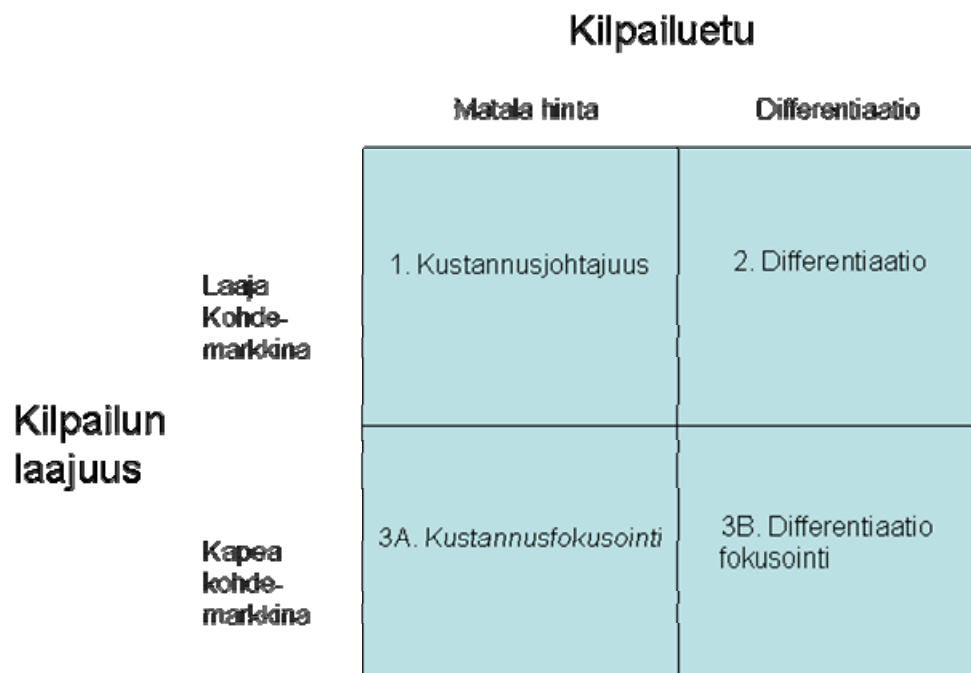 Kilpailuetu
Matala hinta
Differentiaatio
Laaja
Kohde-
markkina
1. Kustannusjohtajuus
2. Differentiaatio
Kilpailun
laajuus
Kapea
kohde-
markkina
3A. Kustannusfokusointi
3B. Differentiaatio
fokusointi